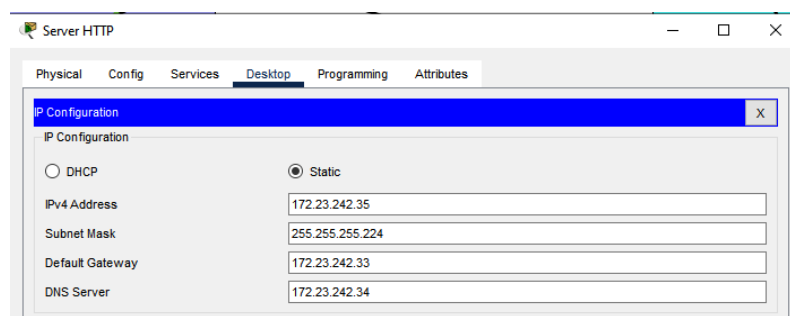 Server HTTP
Physical Config Services Desktop Programming Attributes
IP Configuration X
IP Configuration
DHCP Static
IPv4 Address 172.23.242.35
Subnet Mask 255.255.255.224
Default Gateway 172.23.242.33
DNS Server 172.23.242.34